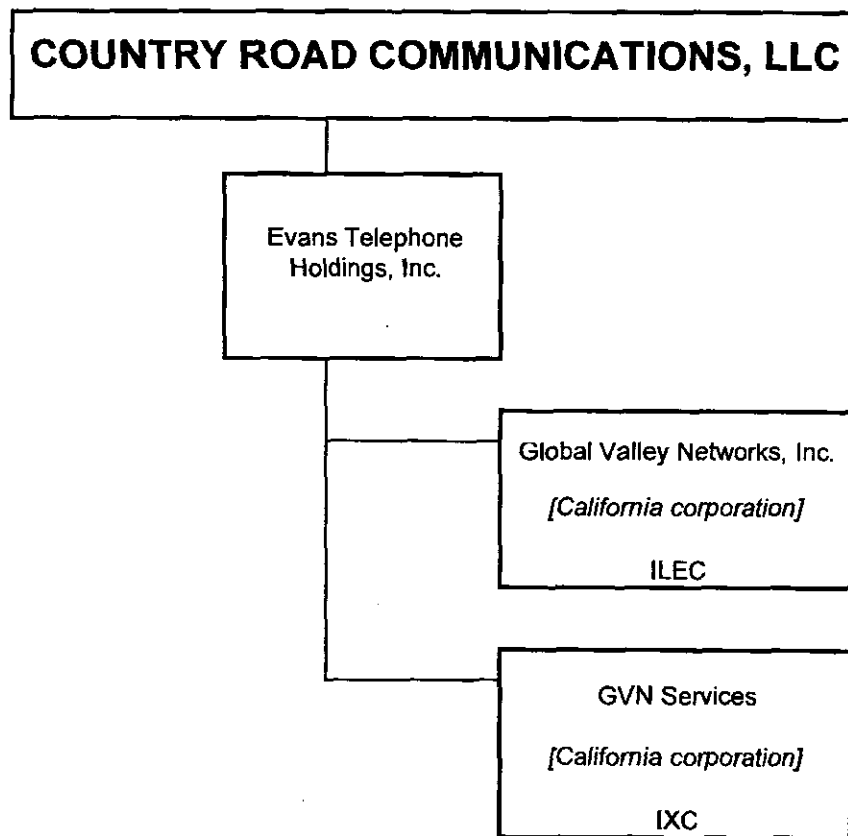 COUNTRY ROAD COMMUNICATIONS, LLC
Evans Telephone
Holdings, Inc.
Global Valley Networks, Inc.
[California corporation]
ILEC
GVN Services
[California corporation]
IXC